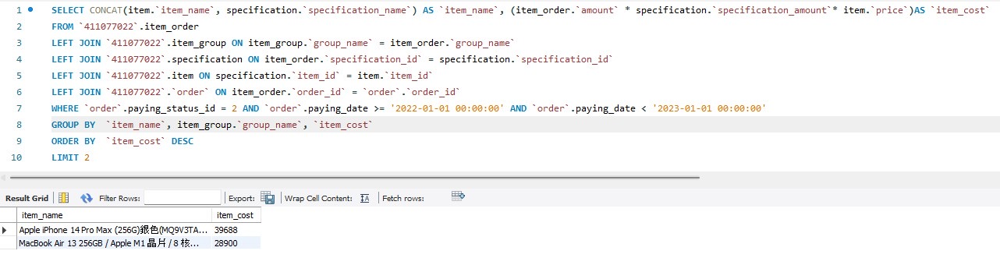 1 SELECT CONCAT(item.`item_name`, specification.`specification_name`) AS `item_name`, (item_order.`amount` * specification.`specification_amount`* item.`price`)AS `item_cost`
2 FROM `411077022`.item_order
3 LEFT JOIN `411077022`.item_group ON item_group.`group_name` = item_order.`group_name`
4 LEFT JOIN `411077022`.specification ON item_order.`specification_id` = specification.`specification_id`
5 LEFT JOIN `411077022`.item ON specification.`item_id` = item.`item_id`
6 LEFT JOIN `411077022`.`order` ON item_order.`order_id` = `order`.`order_id`
7 WHERE `order`.paying_status_id = 2 AND `order`.paying_date >= '2022-01-01 00:00:00' AND `order`.paying_date < '2023-01-01 00:00:00'
8 GROUP BY  `item_name`, item_group.`group_name`, `item_cost`
9 ORDER BY  `item_cost` DESC
10 LIMIT 2
Result Grid Filter Rows: Export: Wrap Cell Content: Fetch rows:
item_name item_cost
Apple iPhone 14 Pro Max (256G)銀色(MQ9V3TA... 39688
MacBook Air 13 256GB / Apple M1 晶片 / 8 核... 28900